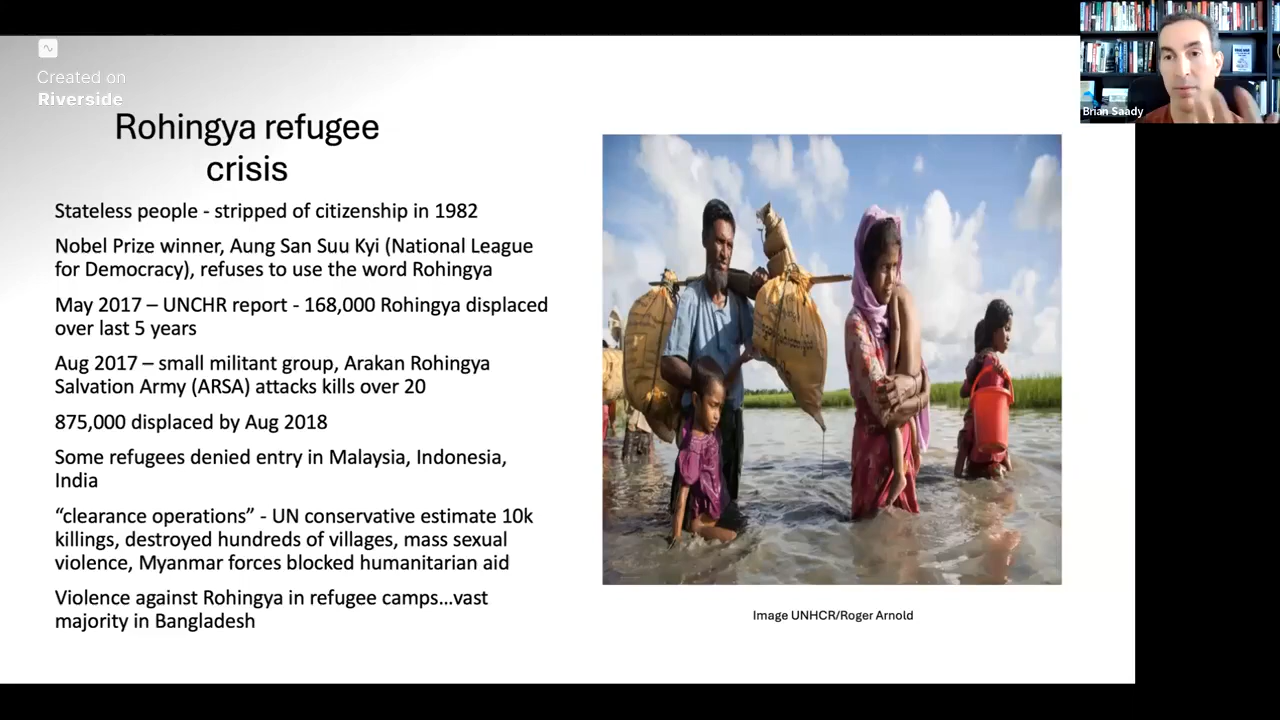 Created on
Riverside
Brian Saady
Rohingya refugee
crisis
Stateless people - stripped of citizenship in 1982
Nobel Prize winner, Aung San Suu Kyi (National League
for Democracy), refuses to use the word Rohingya
May 2017 – UNCHR report - 168,000 Rohingya displaced
over last 5 years
Aug 2017 – small militant group, Arakan Rohingya
Salvation Army (ARSA) attacks kills over 20
875,000 displaced by Aug 2018
Some refugees denied entry in Malaysia, Indonesia,
India
“clearance operations” - UN conservative estimate 10k
killings, destroyed hundreds of villages, mass sexual
violence, Myanmar forces blocked humanitarian aid
Violence against Rohingya in refugee camps…vast
majority in Bangladesh
Image UNHCR/Roger Arnold